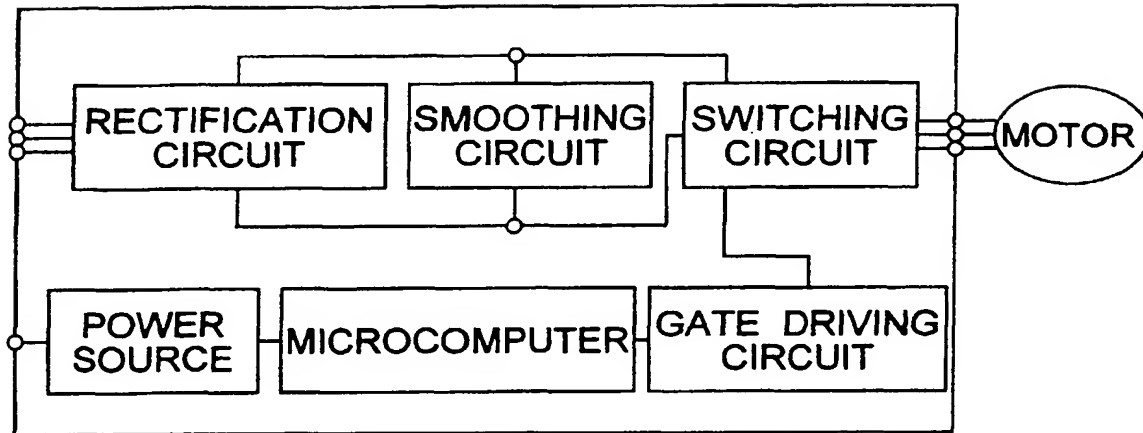 RECTIFICATION
CIRCUIT
SMOOTHING
CIRCUIT
SWITCHING
CIRCUIT
MOTOR
POWER
SOURCE
MICROCOMPUTER
GATE DRIVING
CIRCUIT